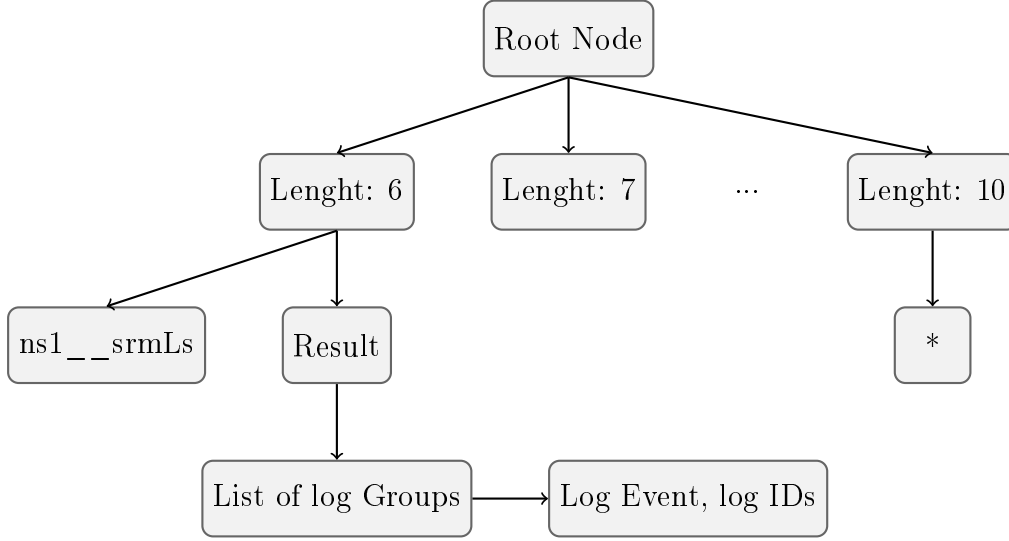 Root Node
Lenght: 6
Lenght: 7
...
Lenght: 10
ns1__srmLs
Result
*
List of log Groups
Log Event, log IDs